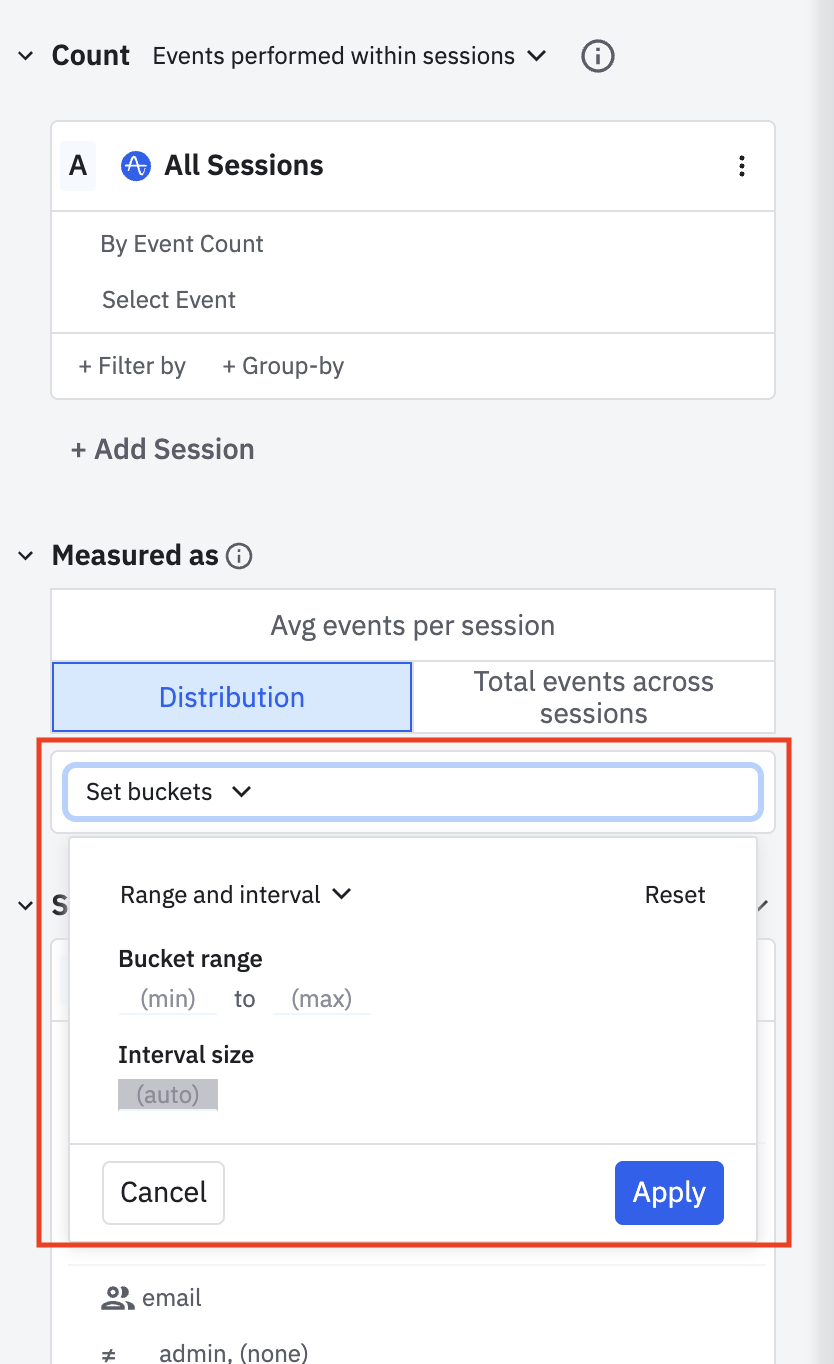 Count Events performed within sessions
A All Sessions
By Event Count
Select Event
+ Filter by + Group-by
+ Add Session
Measured as
Avg events per session
Distribution
Total events across
sessions
Set buckets
Range and interval Reset
S
Bucket range
(min) to (max)
Interval size
(auto)
Cancel Apply
email
≠ admin, (none)